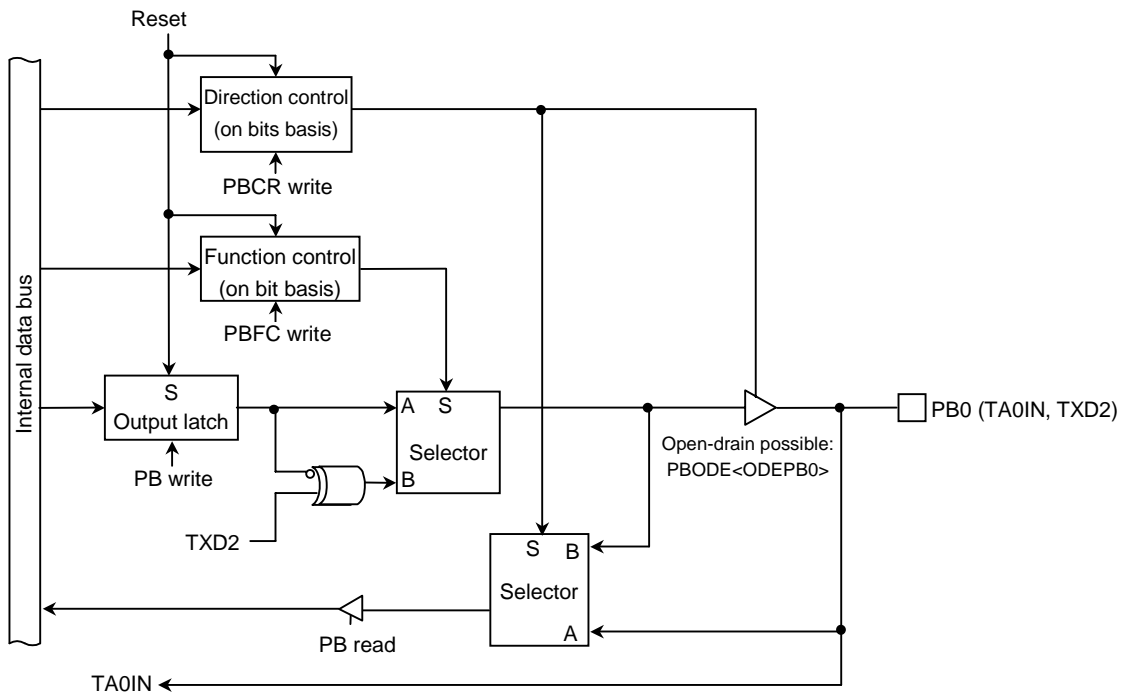 Reset
Direction control
(on bits basis)
PBCR write
Function control
(on bit basis)
PBFC write
Internal data bus
S
Output latch
PB write
A S
Selector
B
TXD2
Open-drain possible:
PBODE<ODEPB0>
PB0 (TA0IN, TXD2)
S B
Selector
A
PB read
TA0IN